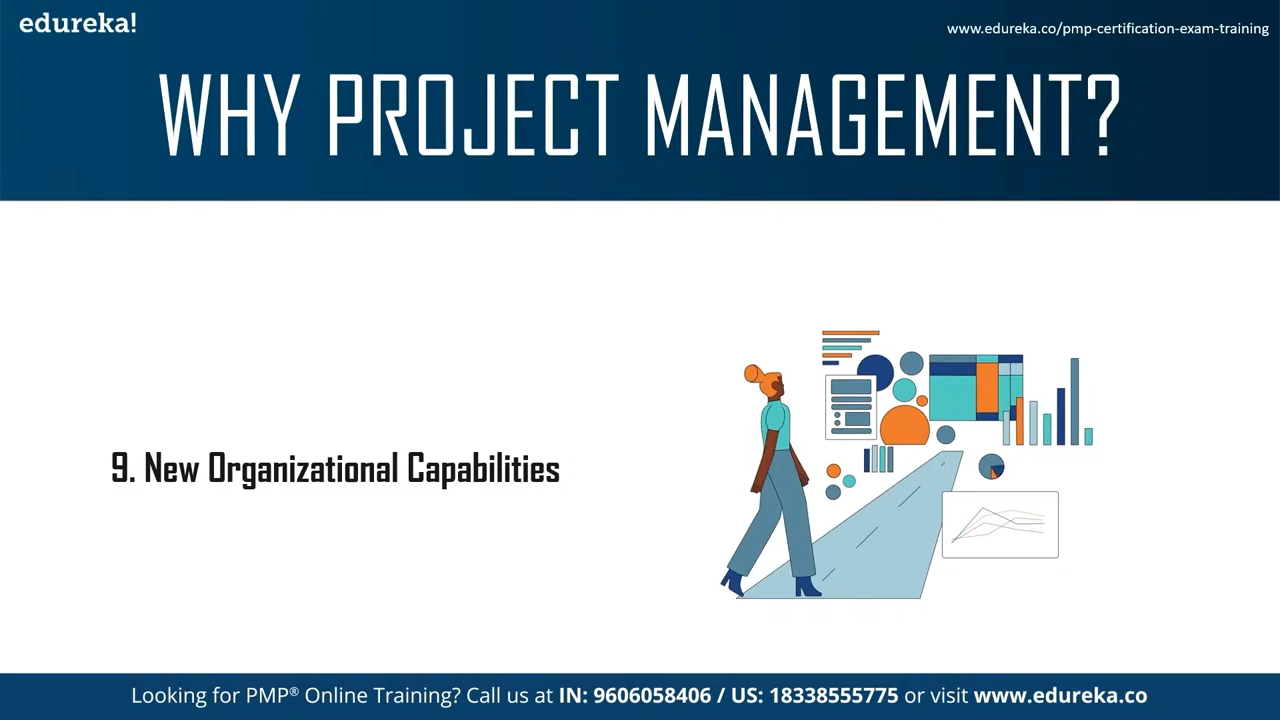 edureka!
www.edureka.co/pmp-certification-exam-training
WHY PROJECT MANAGEMENT?
9. New Organizational Capabilities
Looking for PMP® Online Training? Call us at IN: 9606058406 / US: 18338555775 or visit www.edureka.co